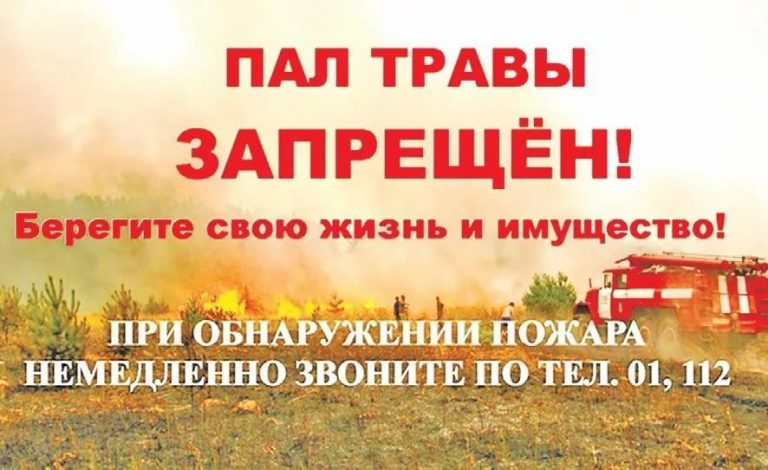 ПАЛ ТРАВЫ
ЗАПРЕЩЁН!
Берегите свою жизнь и имущество!
ПРИ ОБНАРУЖЕНИИ ПОЖАРА
НЕМЕДЛЕННО ЗВОНИТЕ ПО ТЕЛ. 01, 112